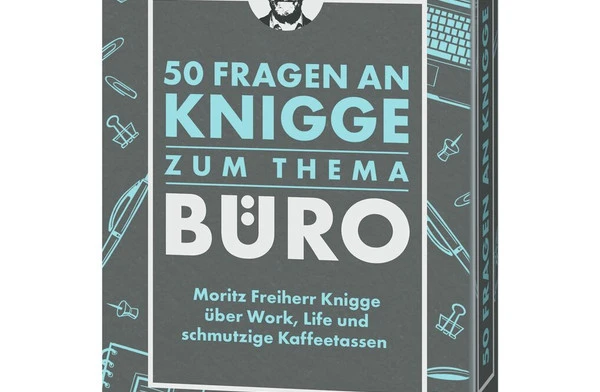 50 FRAGEN AN
KNIGGE
ZUM THEMA
BÜRO
Moritz Freiherr Knigge
über Work, Life und
schmutzige Kaffeetassen
50 FRAGEN AN KNIGGE